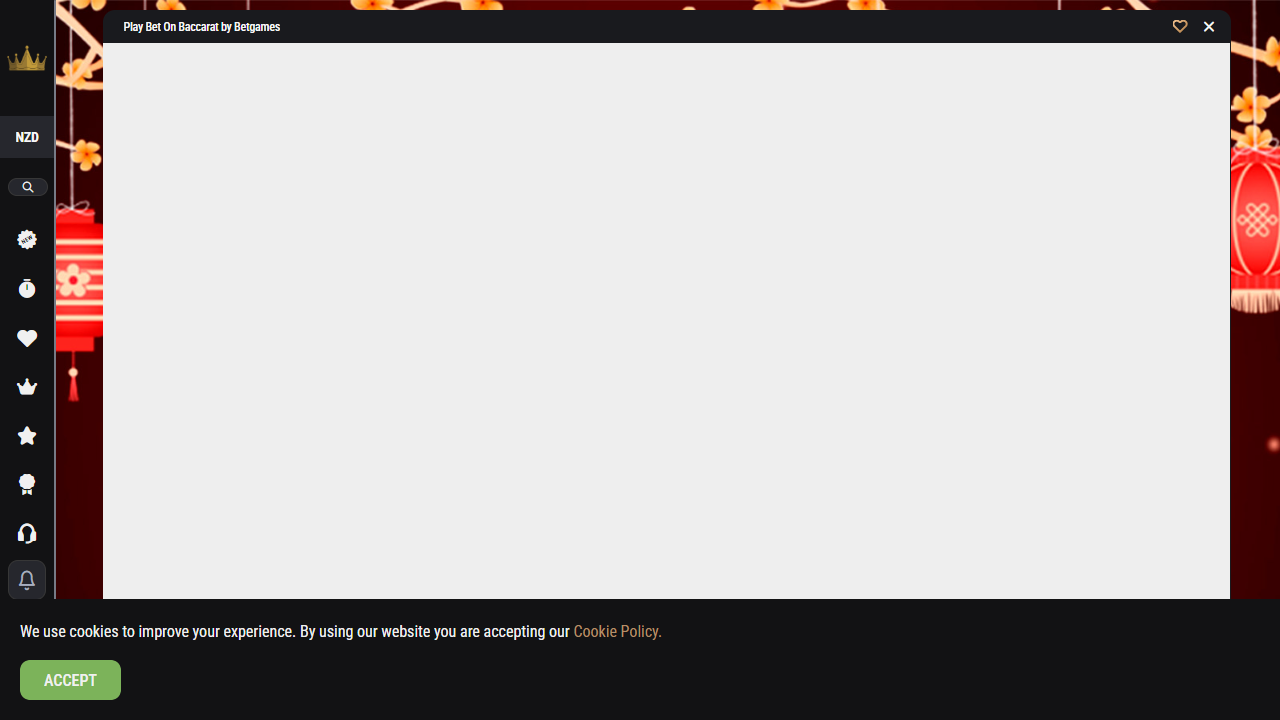 Play Bet On Baccarat by Betgames
NZD
NEW
We use cookies to improve your experience. By using our website you are accepting our Cookie Policy.
ACCEPT